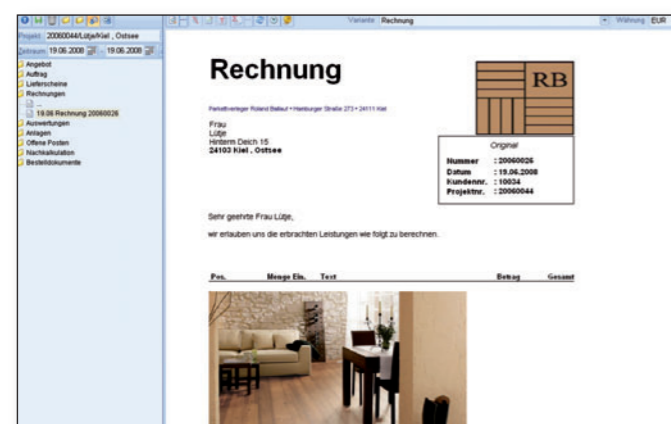 Variante Rechnung Währung EUR
Projekt 20060044/Lütje/Kiel , Ostsee
Zeitraum 19.06.2008 - 19.06.2008
Angebot
Auftrag
Lieferscheine
Rechnungen
...
19.06 Rechnung 20060026
Auswertungen
Anlagen
Offene Posten
Nachkalkulation
Bestelldokumente
Rechnung
RB
Parkettverleger Roland Ballauf • Hamburger Straße 273 • 24111 Kiel
Frau
Lütje
Hinterm Deich 15
24103 Kiel , Ostsee
Original
Nummer : 20060026
Datum : 19.06.2008
Kundennr. : 10034
Projektnr. : 20060044
Sehr geehrte Frau Lütje,
wir erlauben uns die erbrachten Leistungen wie folgt zu berechnen.
Pos. Menge Ein. Text Betrag Gesamt